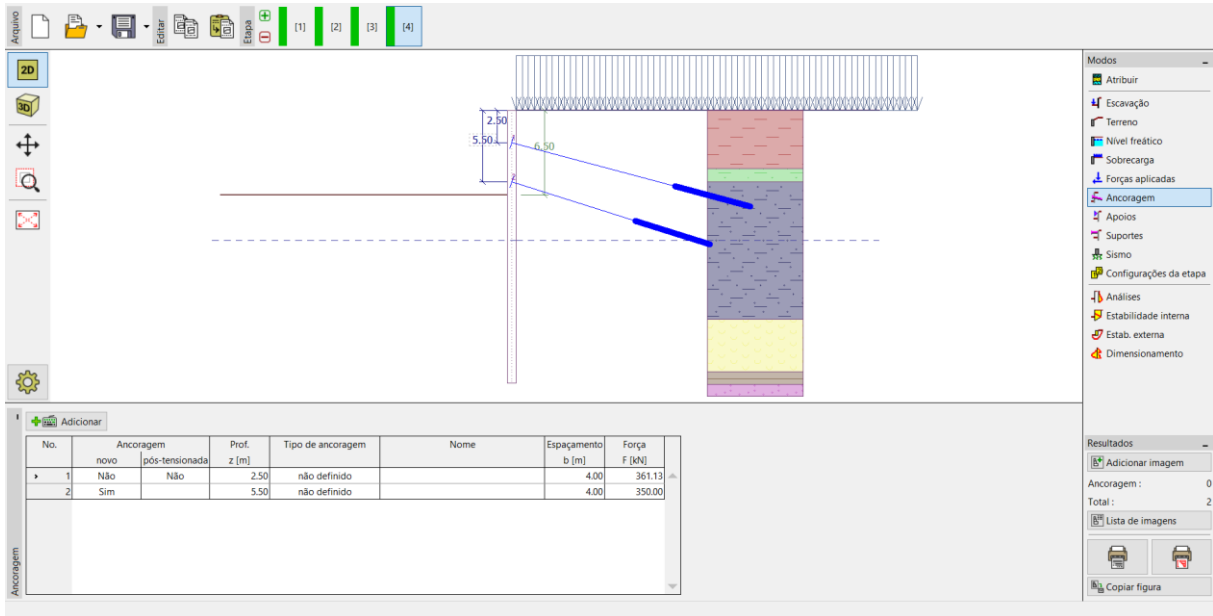 Arquivo
Editar
Etapa
[1] [2] [3] [4]
2D
3D
2.50
5.50
6.50
Modos
Atribuir
Escavação
Terreno
Nível freático
Sobrecarga
Forças aplicadas
Ancoragem
Apoios
Suportes
Sismo
Configurações da etapa
Análises
Estabilidade interna
Estab. externa
Dimensionamento
Adicionar
No. Ancoragem Prof. Tipo de ancoragem Nome Espaçamento Força
novo pós-tensionada z [m] b [m] F [kN]
1 Não Não 2.50 não definido 4.00 361.13
2 Sim 5.50 não definido 4.00 350.00
Ancoragem
Resultados
Adicionar imagem
Ancoragem : 0
Total : 2
Lista de imagens
Copiar figura